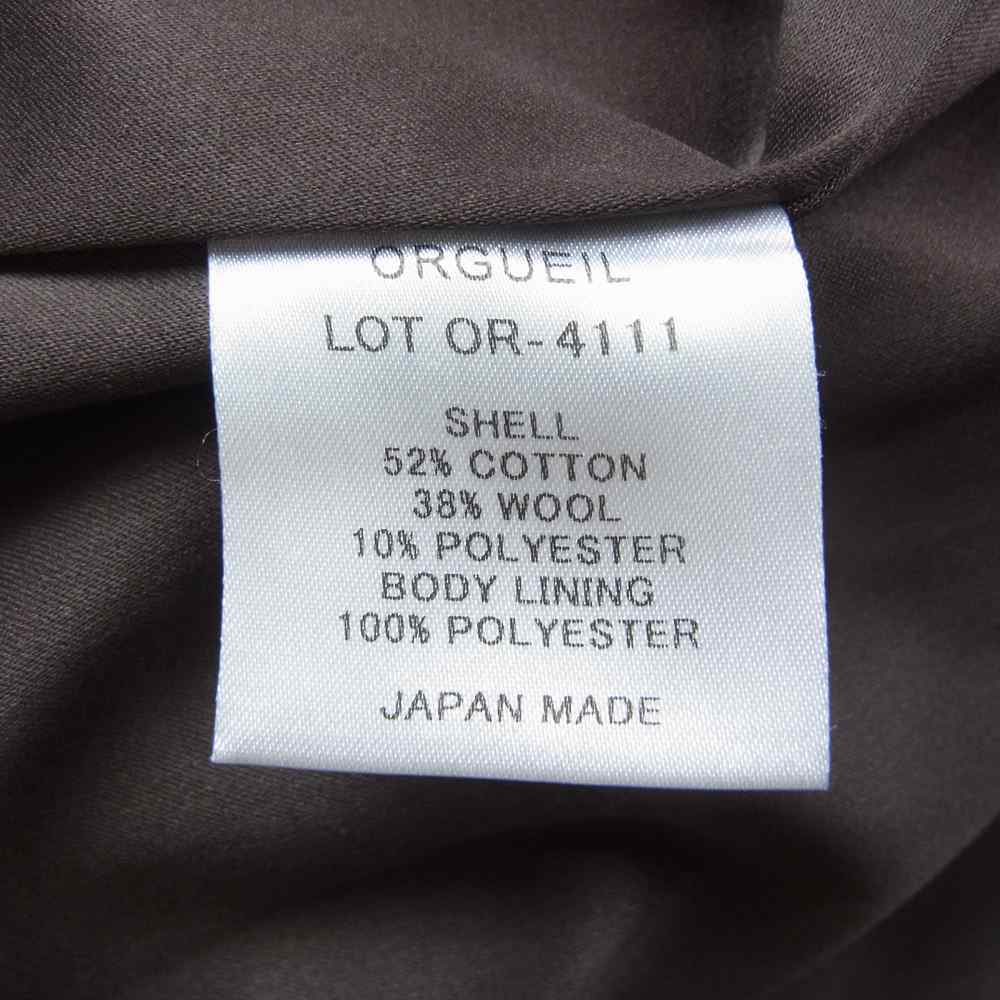 ORGUEIL
LOT OR-4111
SHELL
52% COTTON
38% WOOL
10% POLYESTER
BODY LINING
100% POLYESTER
JAPAN MADE